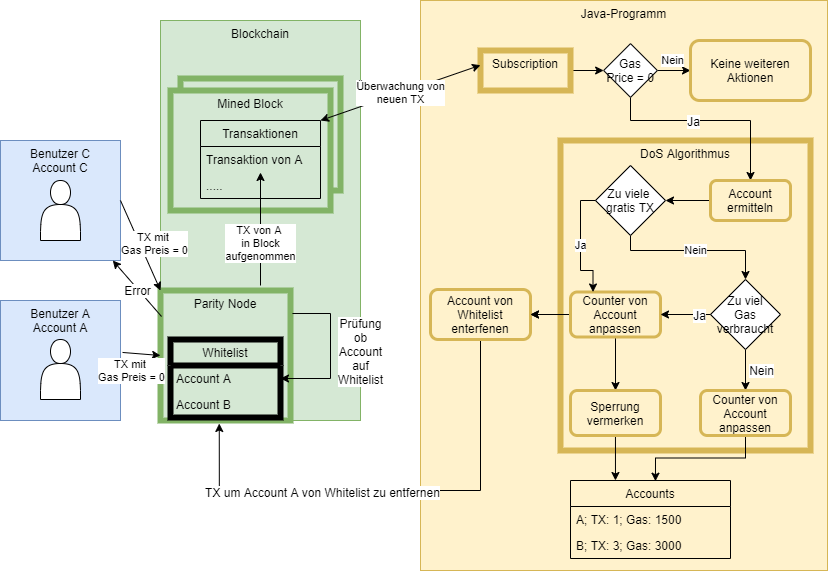 Blockchain
Mined Block
Transaktionen
Transaktion von A
.....
Überwachung von
neuen TX
Benutzer C
Account C
TX mit
Gas Preis = 0
Error
TX von A
in Block
aufgenommen
Benutzer A
Account A
TX mit
Gas Preis = 0
Parity Node
Whitelist
Account A
Account B
Prüfung
ob
Account
auf
Whitelist
TX um Account A von Whitelist zu entfernen
Java-Programm
Subscription
Gas
Price = 0
Nein
Keine weiteren
Aktionen
Ja
DoS Algorithmus
Account
ermitteln
Zu viele
gratis TX
Ja
Nein
Zu viel
Gas
verbraucht
Ja
Nein
Counter von
Account
anpassen
Account von
Whitelist
enterfenen
Sperrung
vermerken
Counter von
Account
anpassen
Accounts
A; TX: 1; Gas: 1500
B; TX: 3; Gas: 3000